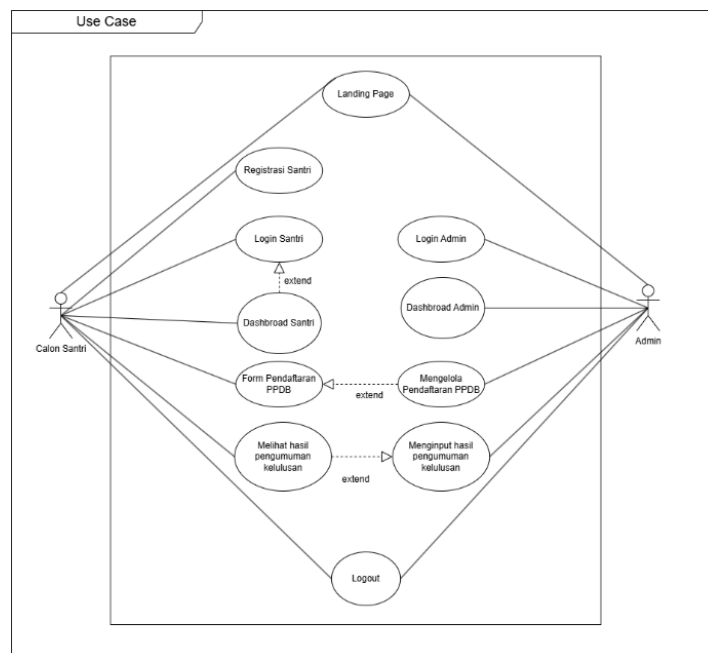 Use Case
Landing Page
Registrasi Santri
Login Santri
Login Admin
extend
Dashbroad Santri
Dashbroad Admin
Calon Santri
Admin
Form Pendaftaran
PPDB
extend
Mengelola
Pendaftaran PPDB
Melihat hasil
pengumuman
kelulusan
extend
Menginput hasil
pengumuman
kelulusan
Logout